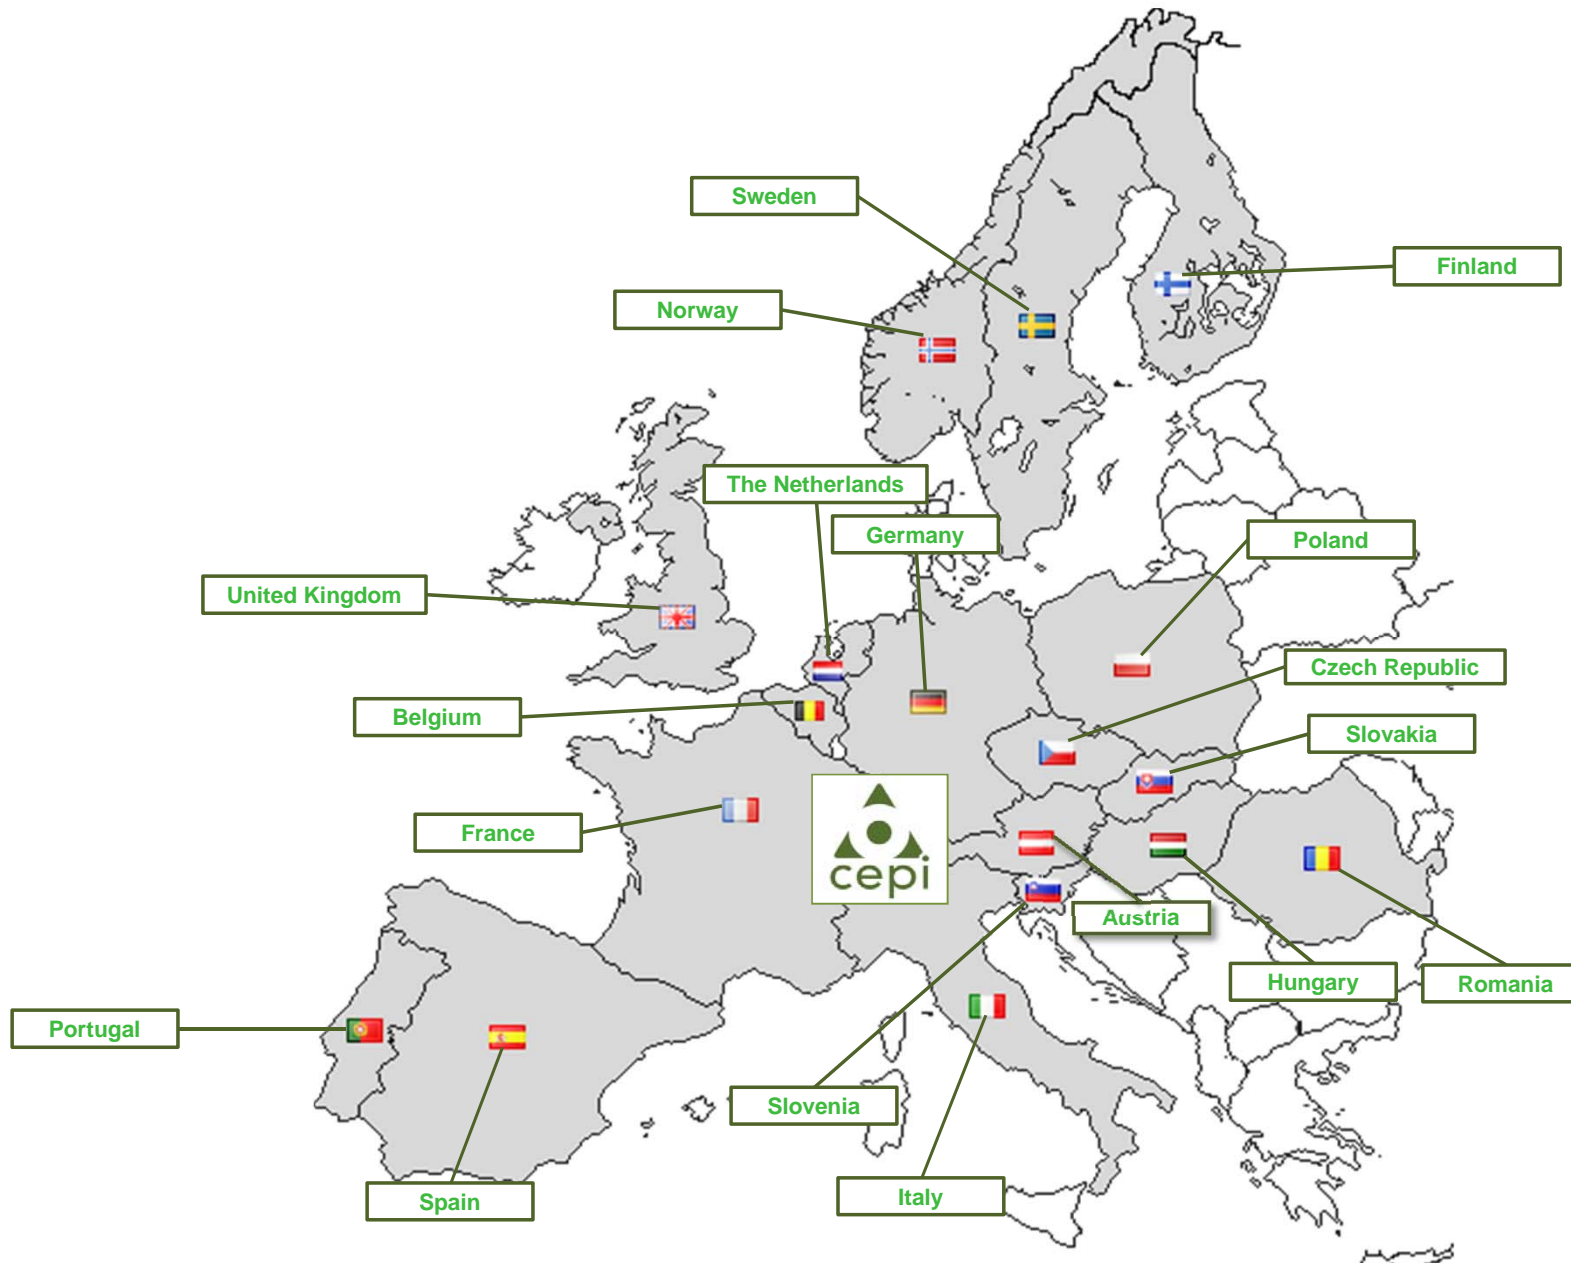 Sweden
Finland
Norway
The Netherlands
Germany
Poland
United Kingdom
Czech Republic
Belgium
Slovakia
France
cepi
Austria
Hungary
Romania
Portugal
Slovenia
Spain
Italy